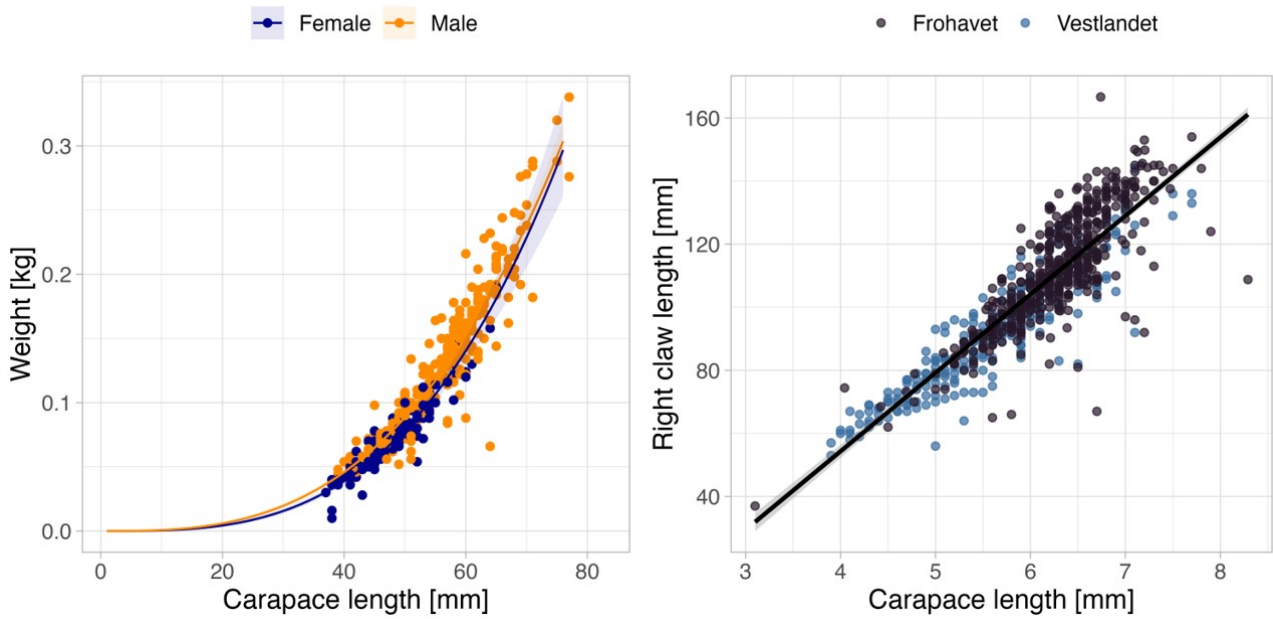 Female Male
Weight [kg]
0.3
0.2
0.1
0.0
0 20 40 60 80
Carapace length [mm]
Frohavet Vestlandet
Right claw length [mm]
160
120
80
40
3 4 5 6 7 8
Carapace length [mm]